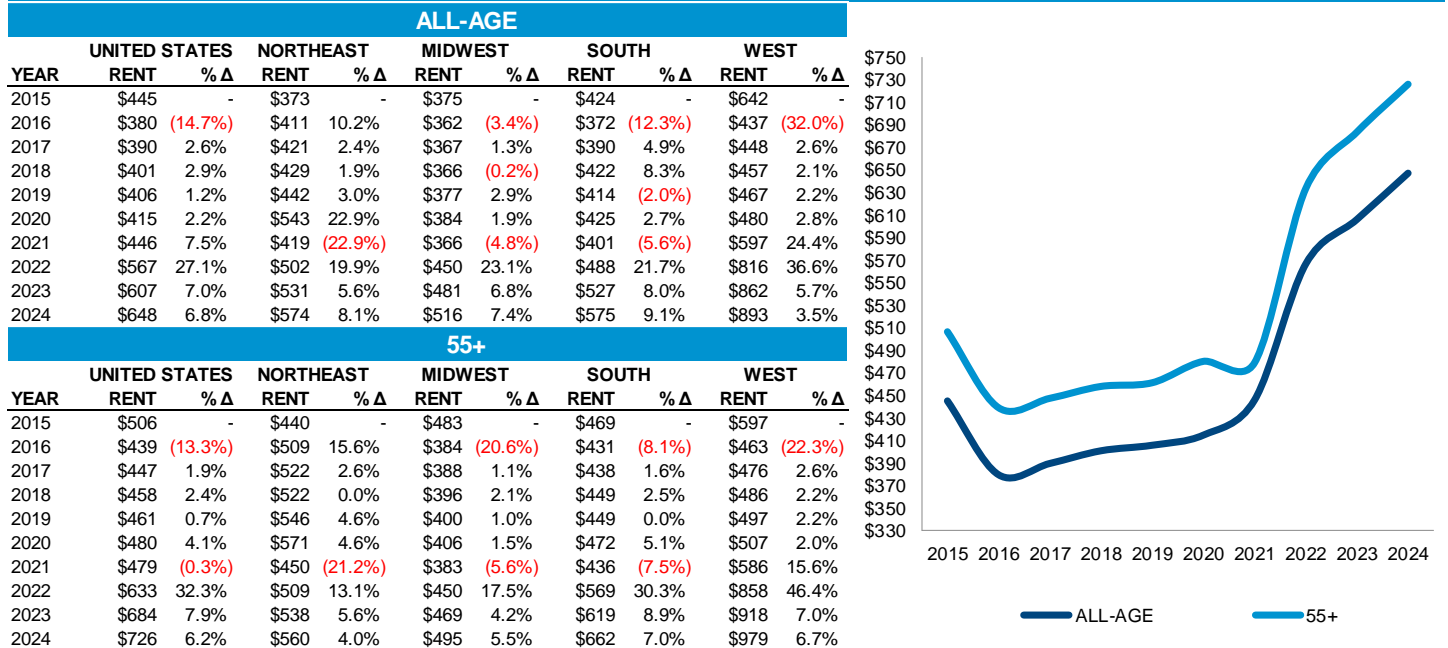 ALL-AGE
UNITED STATES NORTHEAST MIDWEST SOUTH WEST
YEAR RENT % Δ RENT % Δ RENT % Δ RENT % Δ RENT % Δ
2015 $445 - $373 - $375 - $424 - $642 -
2016 $380 (14.7%) $411 10.2% $362 (3.4%) $372 (12.3%) $437 (32.0%)
2017 $390 2.6% $421 2.4% $367 1.3% $390 4.9% $448 2.6%
2018 $401 2.9% $429 1.9% $366 (0.2%) $422 8.3% $457 2.1%
2019 $406 1.2% $442 3.0% $377 2.9% $414 (2.0%) $467 2.2%
2020 $415 2.2% $543 22.9% $384 1.9% $425 2.7% $480 2.8%
2021 $446 7.5% $419 (22.9%) $366 (4.8%) $401 (5.6%) $597 24.4%
2022 $567 27.1% $502 19.9% $450 23.1% $488 21.7% $816 36.6%
2023 $607 7.0% $531 5.6% $481 6.8% $527 8.0% $862 5.7%
2024 $648 6.8% $574 8.1% $516 7.4% $575 9.1% $893 3.5%
55+
UNITED STATES NORTHEAST MIDWEST SOUTH WEST
YEAR RENT % Δ RENT % Δ RENT % Δ RENT % Δ RENT % Δ
2015 $506 - $440 - $483 - $469 - $597 -
2016 $439 (13.3%) $509 15.6% $384 (20.6%) $431 (8.1%) $463 (22.3%)
2017 $447 1.9% $522 2.6% $388 1.1% $438 1.6% $476 2.6%
2018 $458 2.4% $522 0.0% $396 2.1% $449 2.5% $486 2.2%
2019 $461 0.7% $546 4.6% $400 1.0% $449 0.0% $497 2.2%
2020 $480 4.1% $571 4.6% $406 1.5% $472 5.1% $507 2.0%
2021 $479 (0.3%) $450 (21.2%) $383 (5.6%) $436 (7.5%) $586 15.6%
2022 $633 32.3% $509 13.1% $450 17.5% $569 30.3% $858 46.4%
2023 $684 7.9% $538 5.6% $469 4.2% $619 8.9% $918 7.0%
2024 $726 6.2% $560 4.0% $495 5.5% $662 7.0% $979 6.7%
$750
$730
$710
$690
$670
$650
$630
$610
$590
$570
$550
$530
$510
$490
$470
$450
$430
$410
$390
$370
$350
$330
2015 2016 2017 2018 2019 2020 2021 2022 2023 2024
ALL-AGE 55+